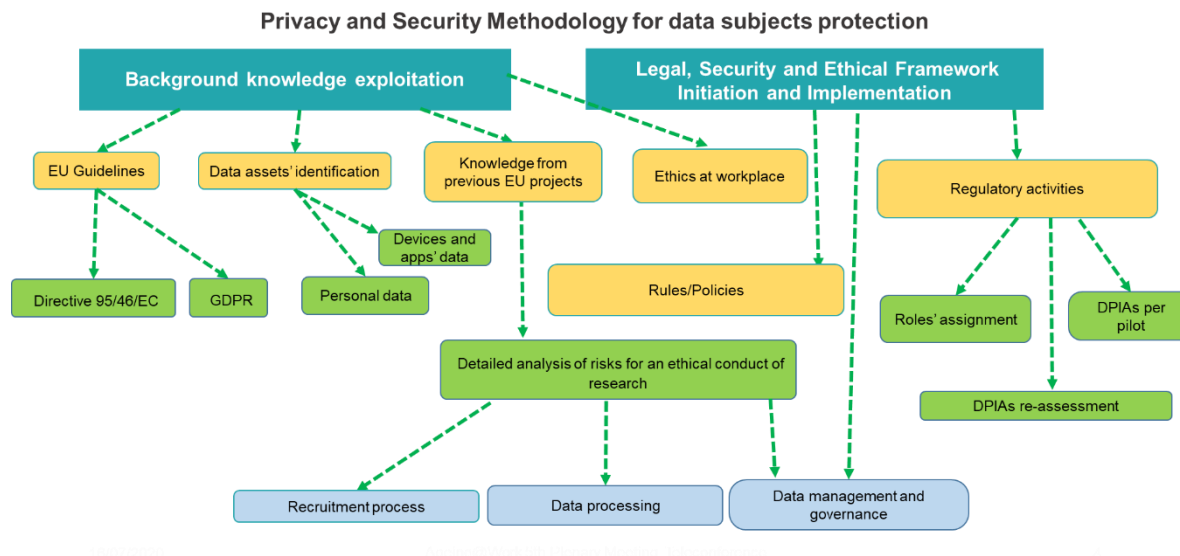 Privacy and Security Methodology for data subjects protection
Background knowledge exploitation
Legal, Security and Ethical Framework
Initiation and Implementation
EU Guidelines
Data assets' identification
Knowledge from
previous EU projects
Ethics at workplace
Regulatory activities
Devices and
apps' data
Directive 95/46/EC
GDPR
Personal data
Rules/Policies
Roles' assignment
DPIAs per
pilot
Detailed analysis of risks for an ethical conduct of
research
DPIAs re-assessment
Recruitment process
Data processing
Data management and
governance